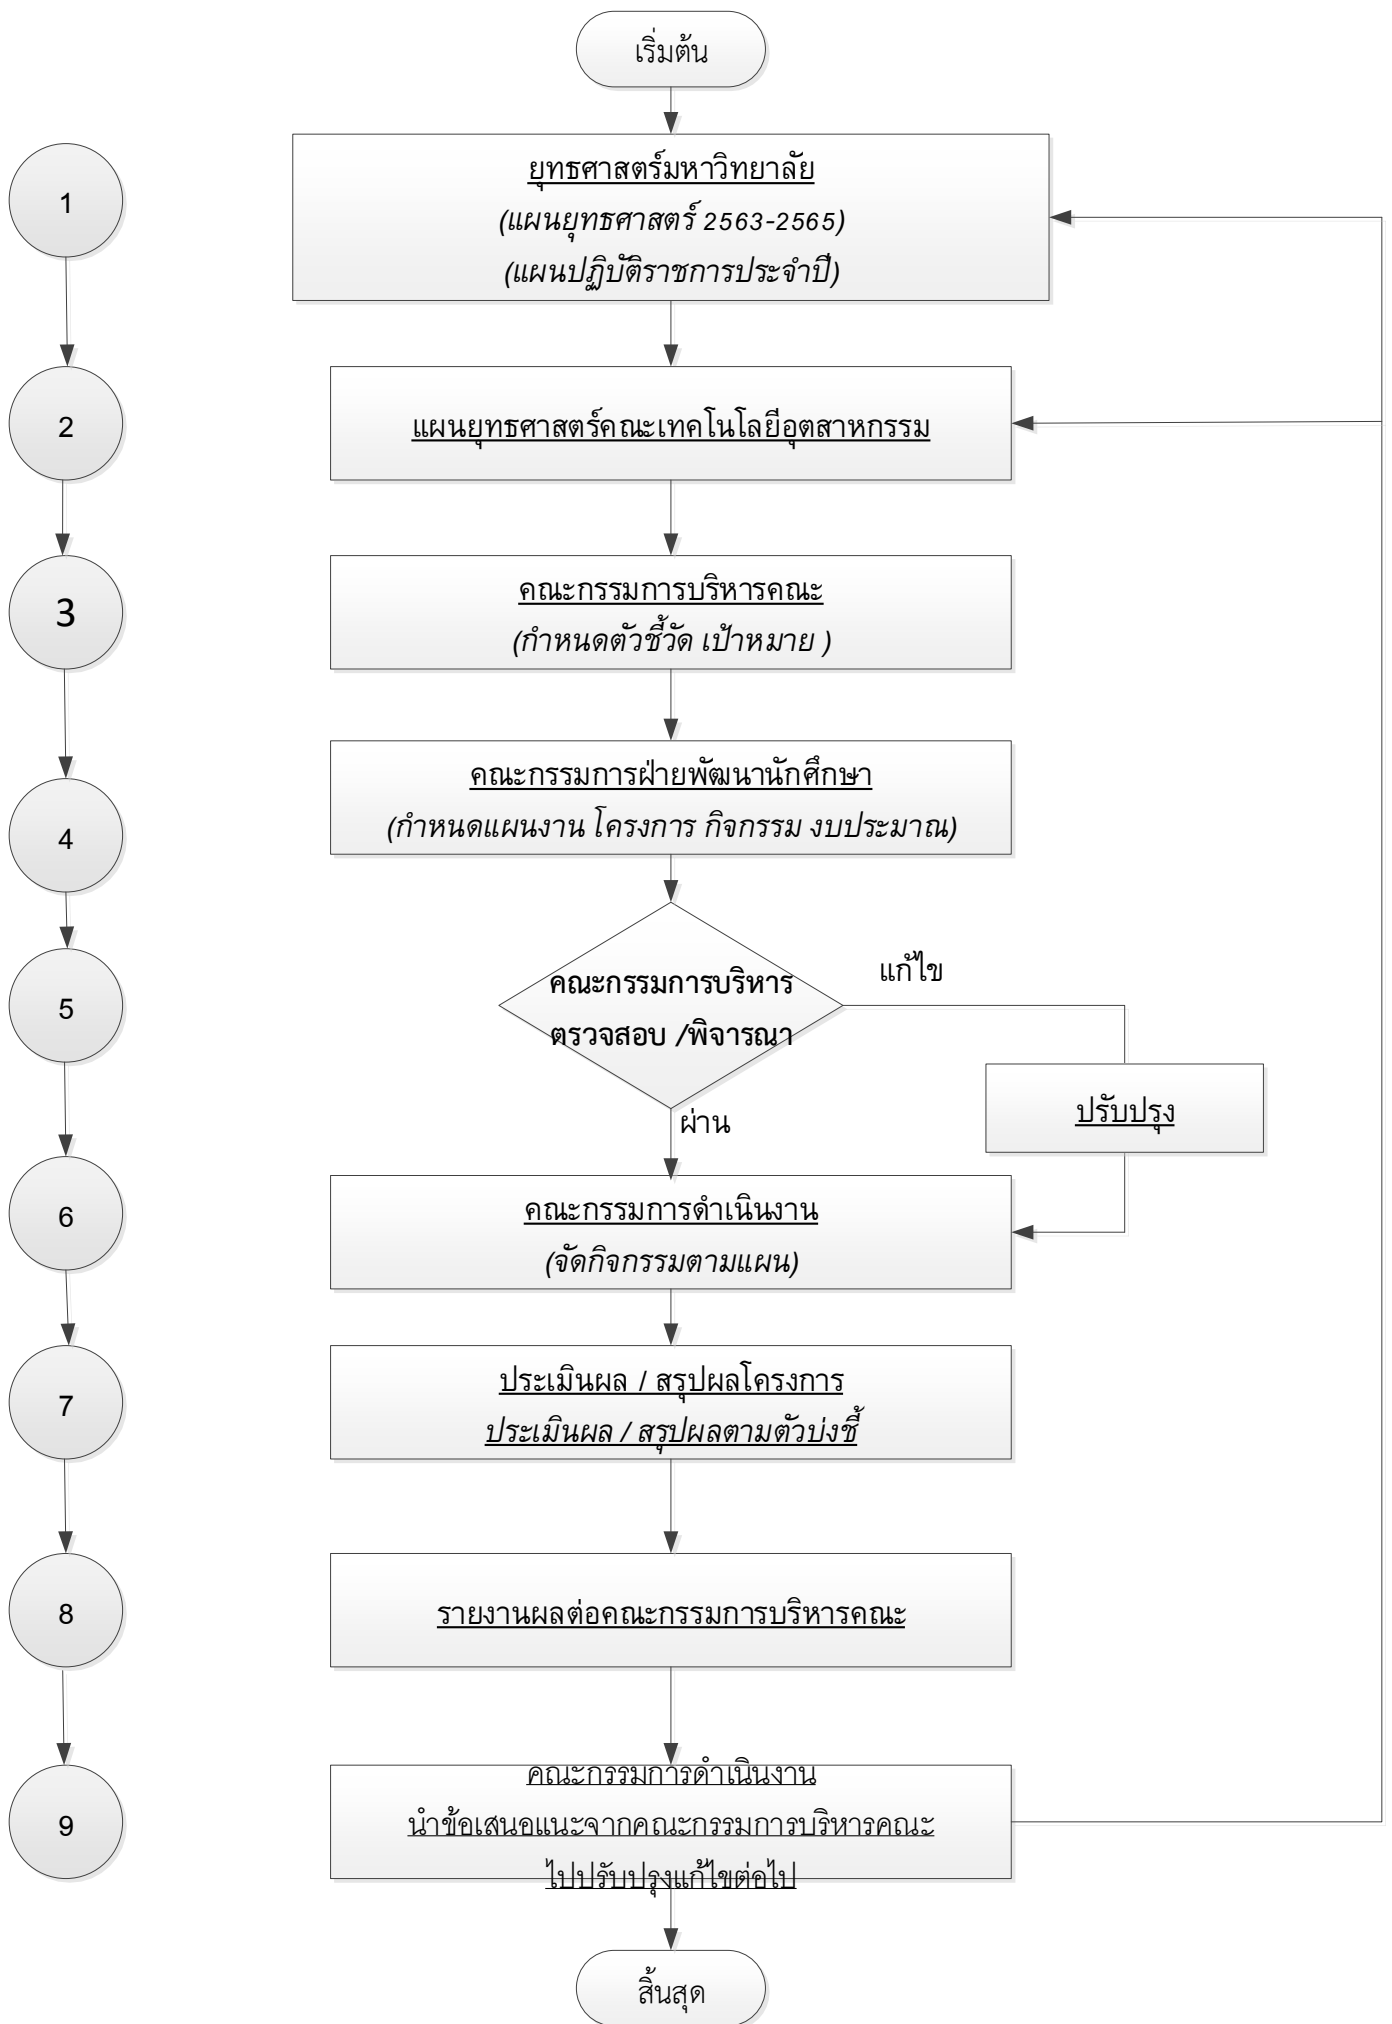 เริ่มต้น
1
ยุทธศาสตร์มหาวิทยาลัย
(แผนยุทธศาสตร์ 2563-2565)
(แผนปฏิบัติราชการประจำปี)
2
แผนยุทธศาสตร์คณะเทคโนโลยีอุตสาหกรรม
3
คณะกรรมการบริหารคณะ
(กำหนดตัวชี้วัด เป้าหมาย )
4
คณะกรรมการฝ่ายพัฒนานักศึกษา
(กำหนดแผนงาน โครงการ กิจกรรม งบประมาณ)
5
คณะกรรมการบริหาร
ตรวจสอบ /พิจารณา
แก้ไข
ปรับปรุง
ผ่าน
6
คณะกรรมการดำเนินงาน
(จัดกิจกรรมตามแผน)
7
ประเมินผล / สรุปผลโครงการ
ประเมินผล / สรุปผลตามตัวบ่งชี้
8
รายงานผลต่อคณะกรรมการบริหารคณะ
9
คณะกรรมการดำเนินงาน
นำข้อเสนอแนะจากคณะกรรมการบริหารคณะ
ไปปรับปรุงแก้ไขต่อไป
สิ้นสุด